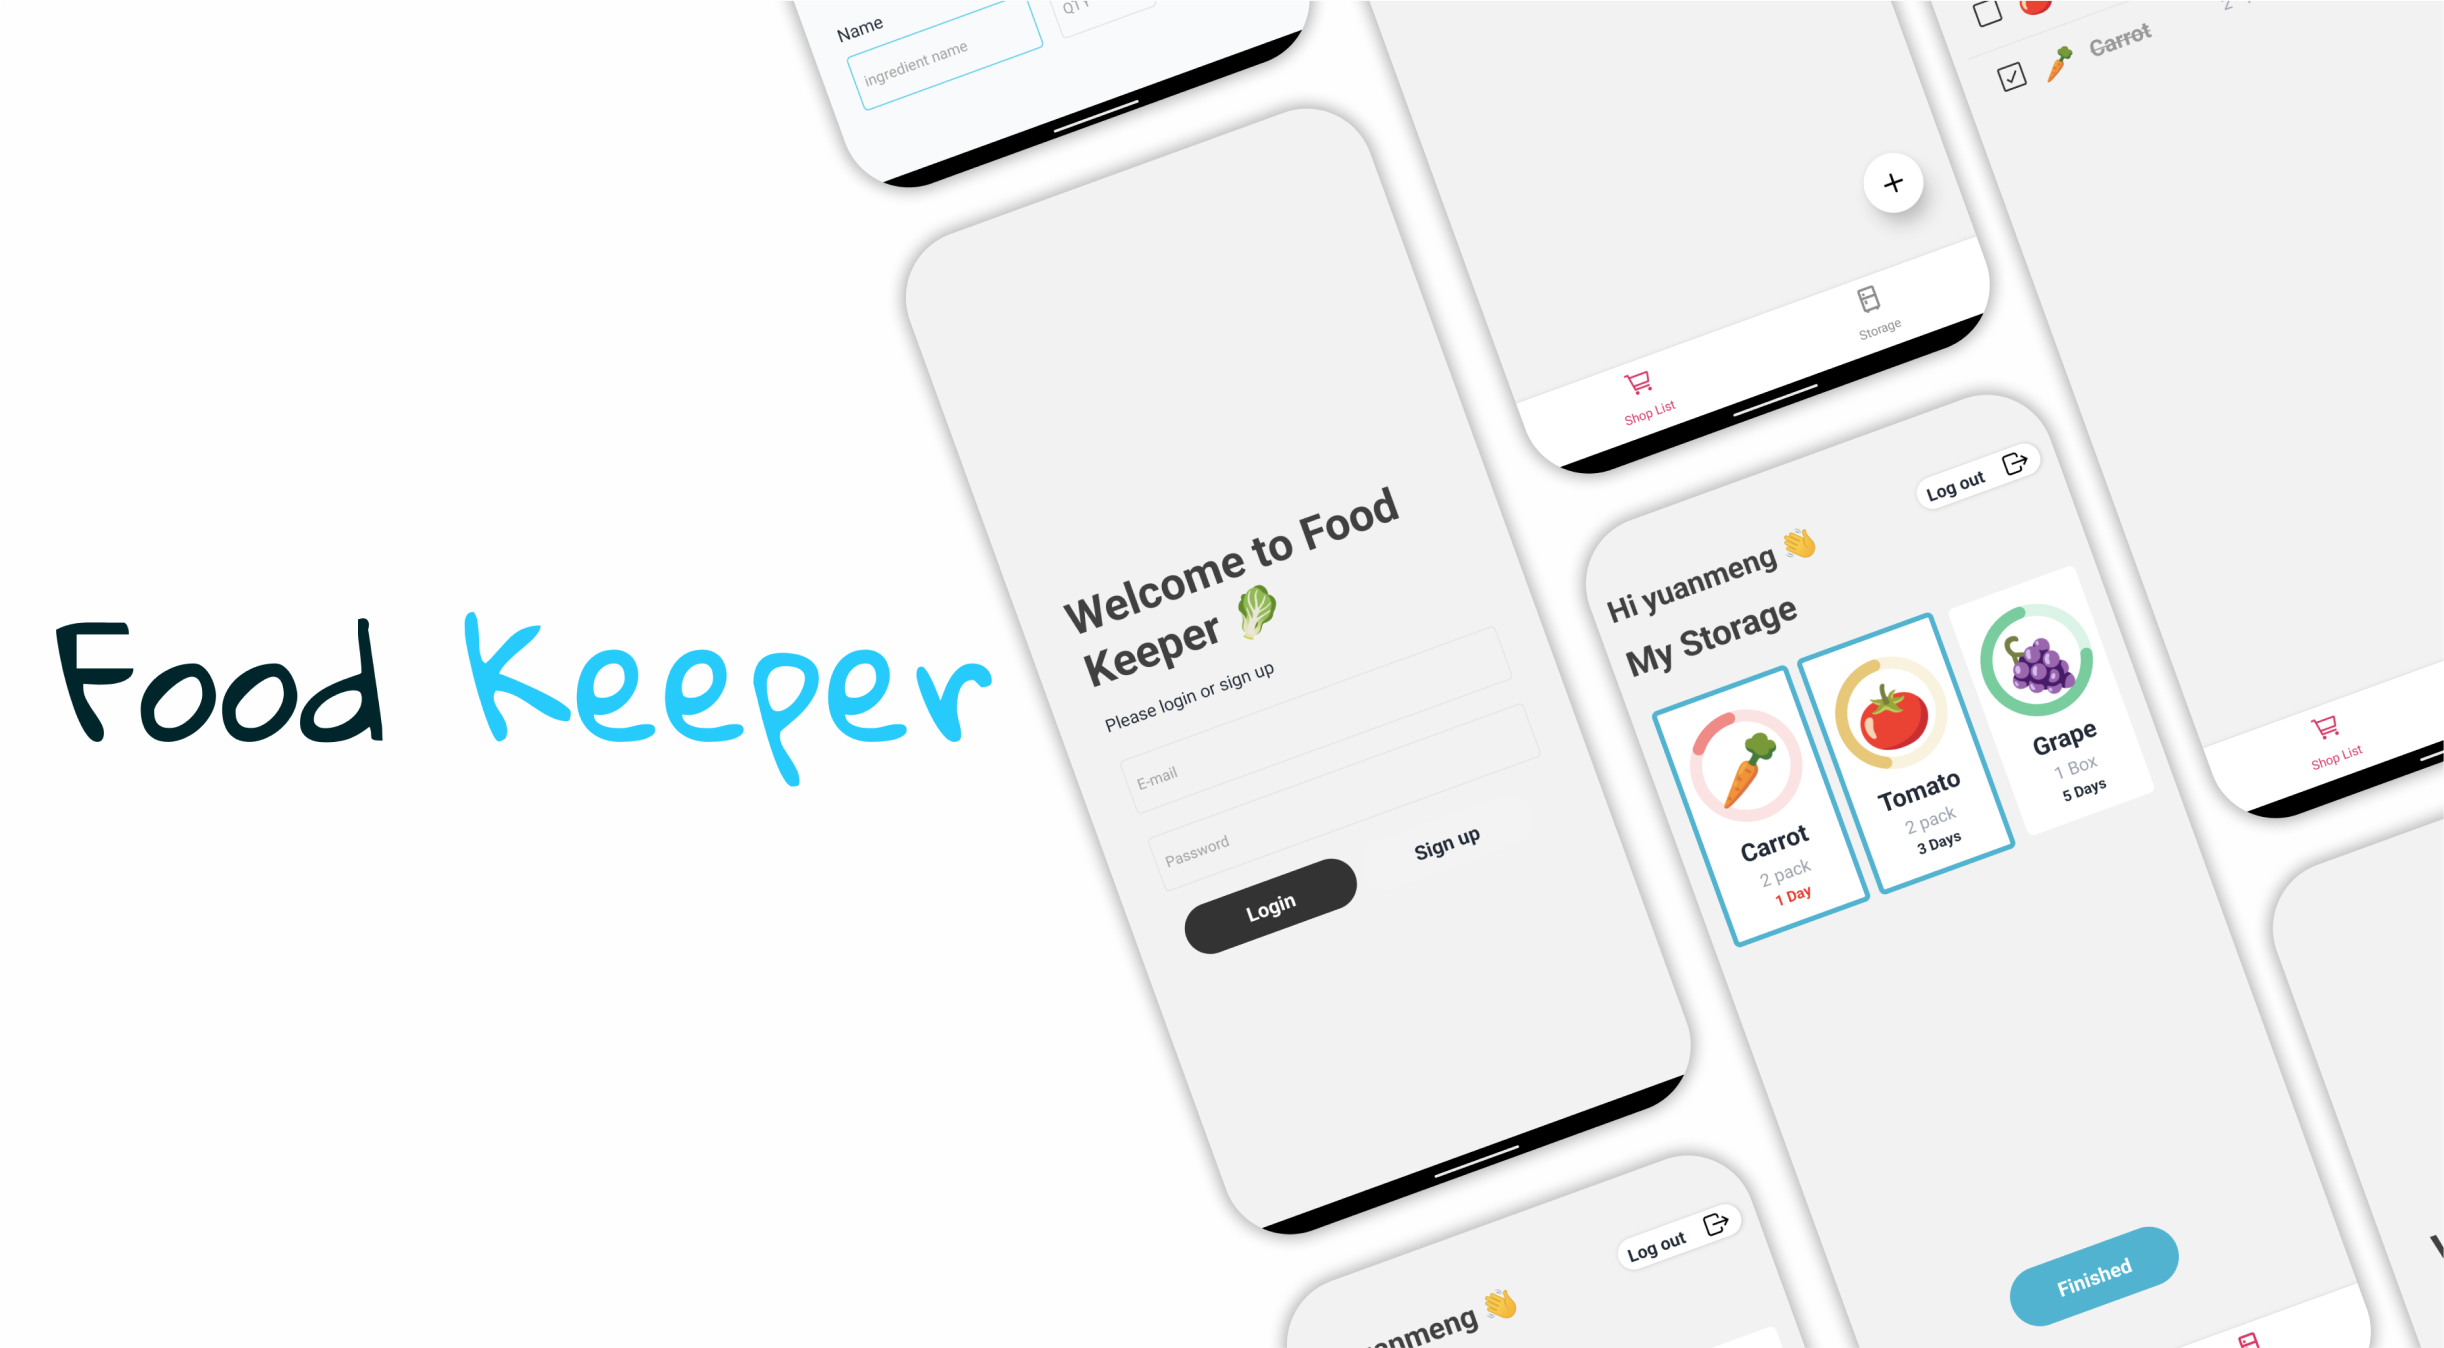 Food Keeper
Name
ingredient name
QTY
Welcome to Food
Keeper
Please login or sign up
E-mail
Password
Login
Sign up
Shop List
Storage
Log out
Hi yuanmeng
My Storage
Carrot
2 pack
1 Day
Tomato
2 pack
3 Days
Grape
1 Box
5 Days
Finished
Carrot
Shop List
Log out